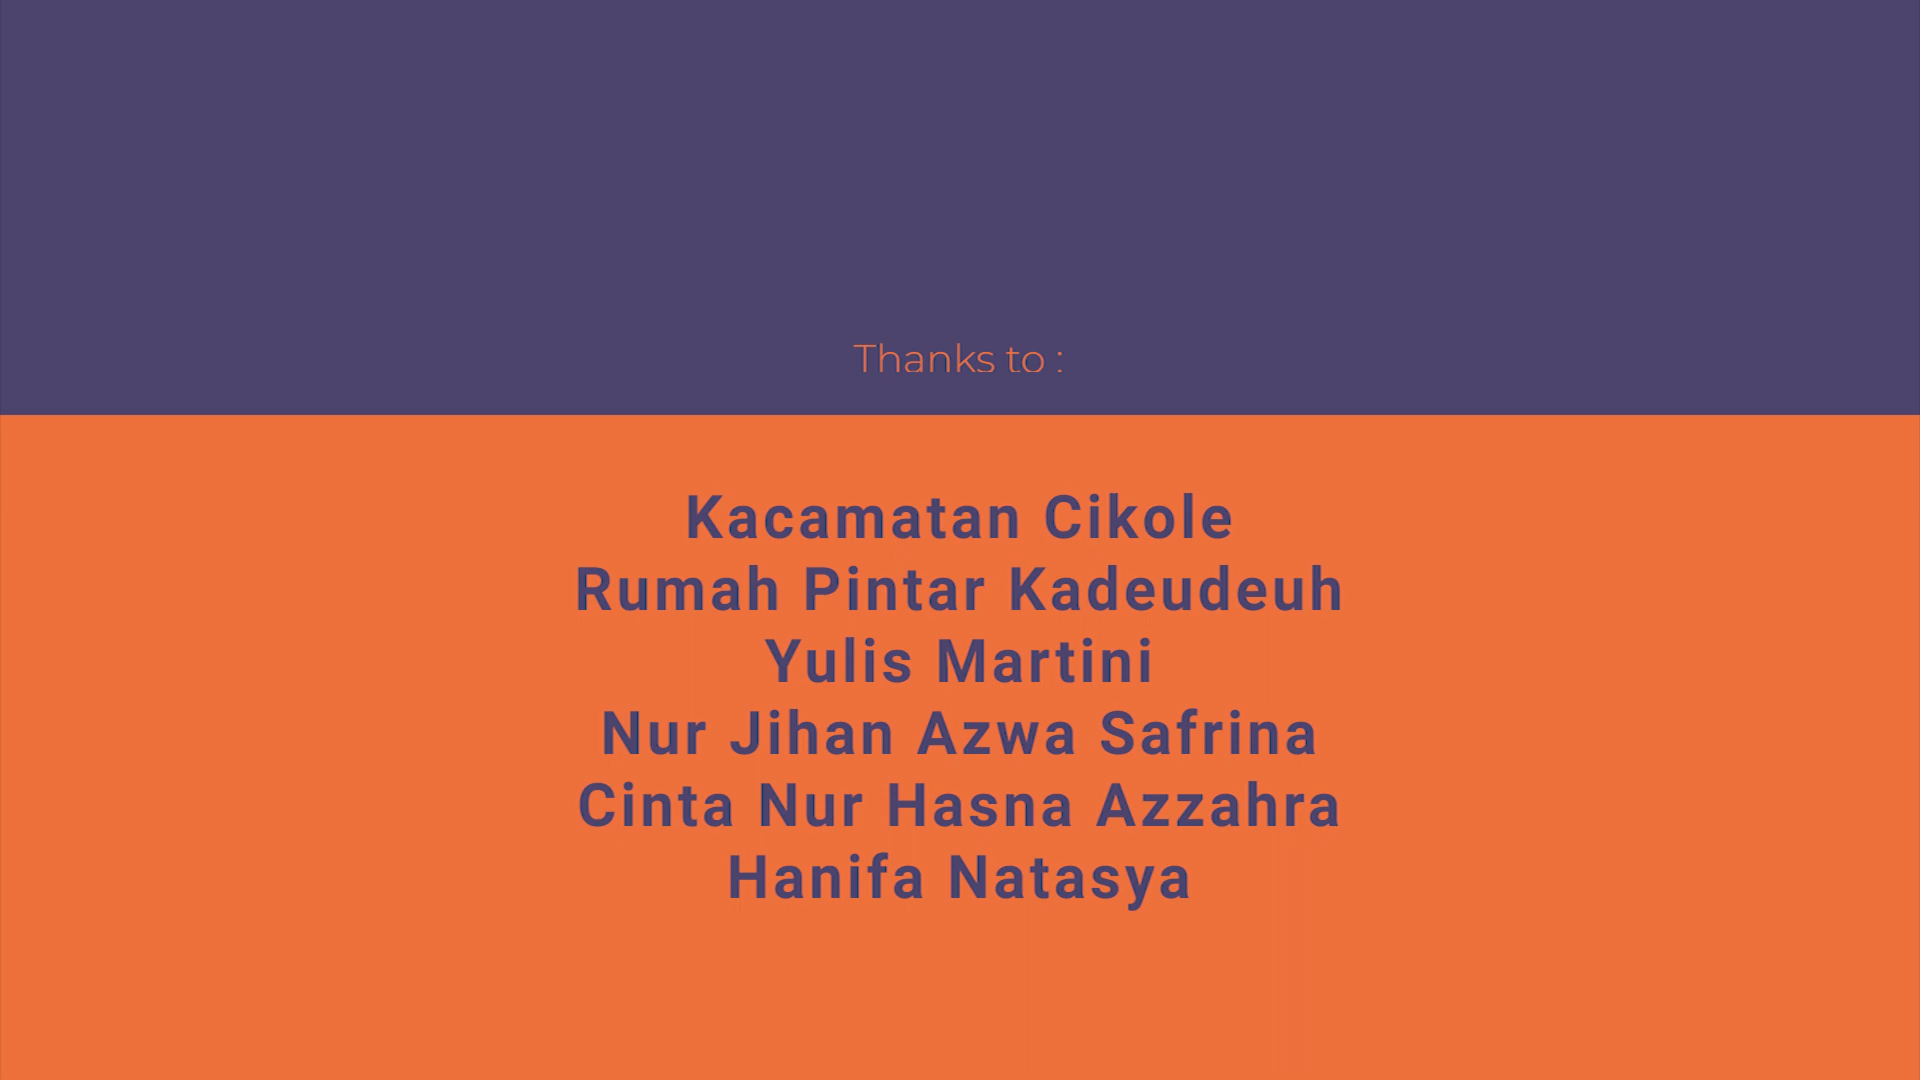 Thanks to :
Kacamatan Cikole
Rumah Pintar Kadeudeuh
Yulis Martini
Nur Jihan Azwa Safrina
Cinta Nur Hasna Azzahra
Hanifa Natasya